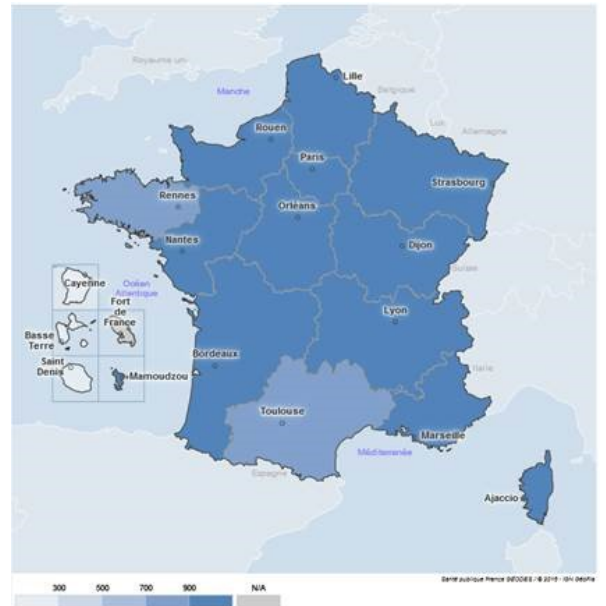 Royaume uni
Lille
Manche
Belgique
Lux
Allemagne
Rouen
Paris
Strasbourg
Rennes
Orléans
Nantes
Dijon
Suisse
Cayenne
Océan
Atlantique
Fort
de
France
Lyon
Basse
Terre
Bordeaux
Saint
Denis
Mamoudzou
Italie
Toulouse
Marseille
Méditerranée
Espagne
Ajaccio
Santé publique France GÉODES / © 2019 - IGN Géofla
300 500 700 900 N/A